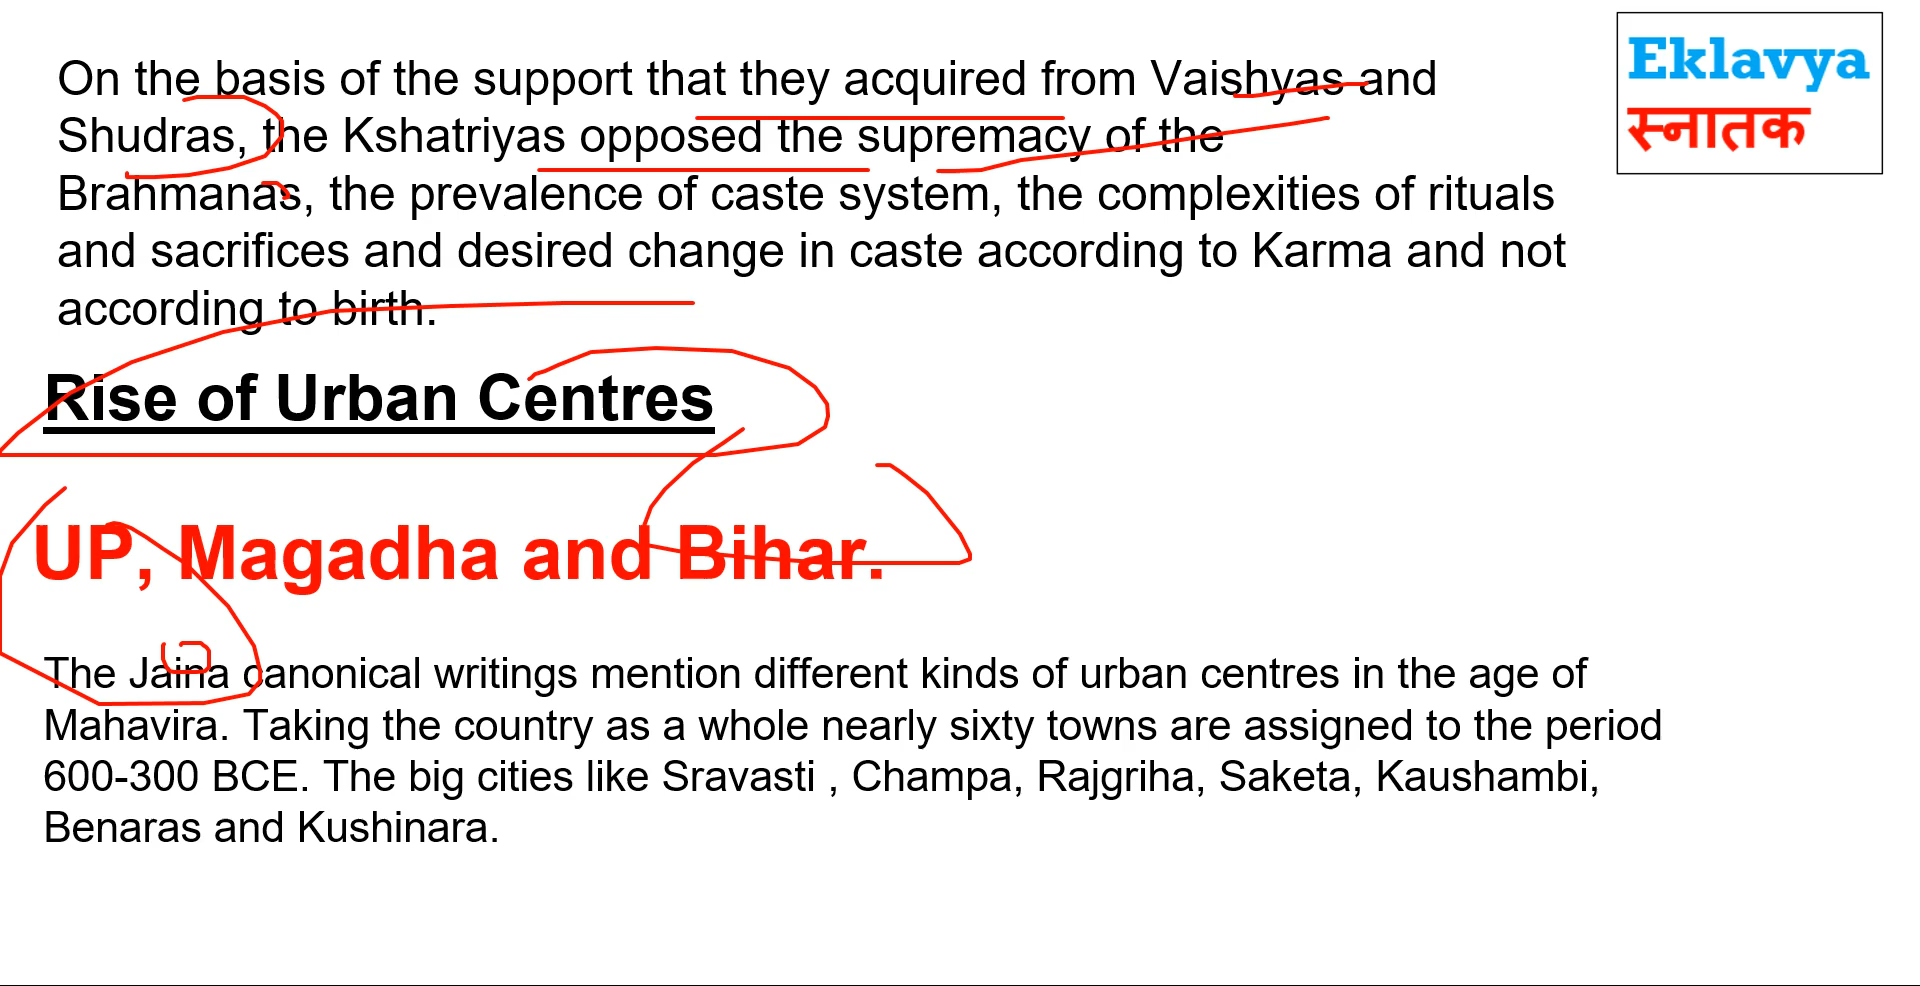 On the basis of the support that they acquired from Vaishyas and
Shudras, the Kshatriyas opposed the supremacy of the
Brahmanas, the prevalence of caste system, the complexities of rituals
and sacrifices and desired change in caste according to Karma and not
according to birth.
Eklavya
स्नातक
Rise of Urban Centres
UP, Magadha and Bihar.
The Jaina canonical writings mention different kinds of urban centres in the age of
Mahavira. Taking the country as a whole nearly sixty towns are assigned to the period
600-300 BCE. The big cities like Sravasti , Champa, Rajgriha, Saketa, Kaushambi,
Benaras and Kushinara.